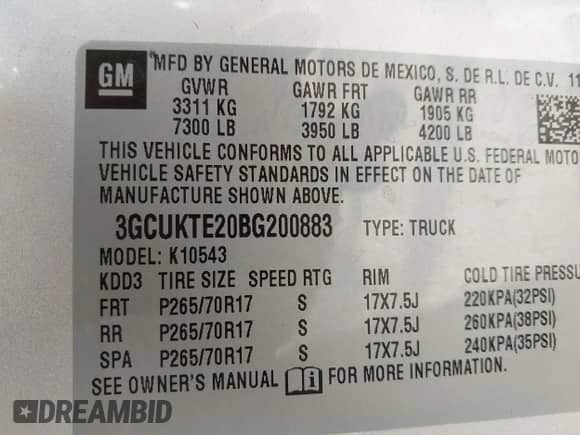 GM
MFD BY GENERAL MOTORS DE MEXICO, S. DE R.L. DE C.V. 11
GVWR GAWR FRT GAWR RR
3311 KG 1792 KG 1905 KG
7300 LB 3950 LB 4200 LB
THIS VEHICLE CONFORMS TO ALL APPLICABLE U.S. FEDERAL MOTO
VEHICLE SAFETY STANDARDS IN EFFECT ON THE DATE OF
MANUFACTURE SHOWN ABOVE.
3GCUKTE20BG200883 TYPE: TRUCK
MODEL: K10543
KDD3 TIRE SIZE SPEED RTG RIM COLD TIRE PRESSU
FRT P265/70R17 S 17X7.5J 220KPA(32PSI)
RR P265/70R17 S 17X7.5J 260KPA(38PSI)
SPA P265/70R17 S 17X7.5J 240KPA(35PSI)
SEE OWNER'S MANUAL FOR MORE INFORMATION.
DREAMBID